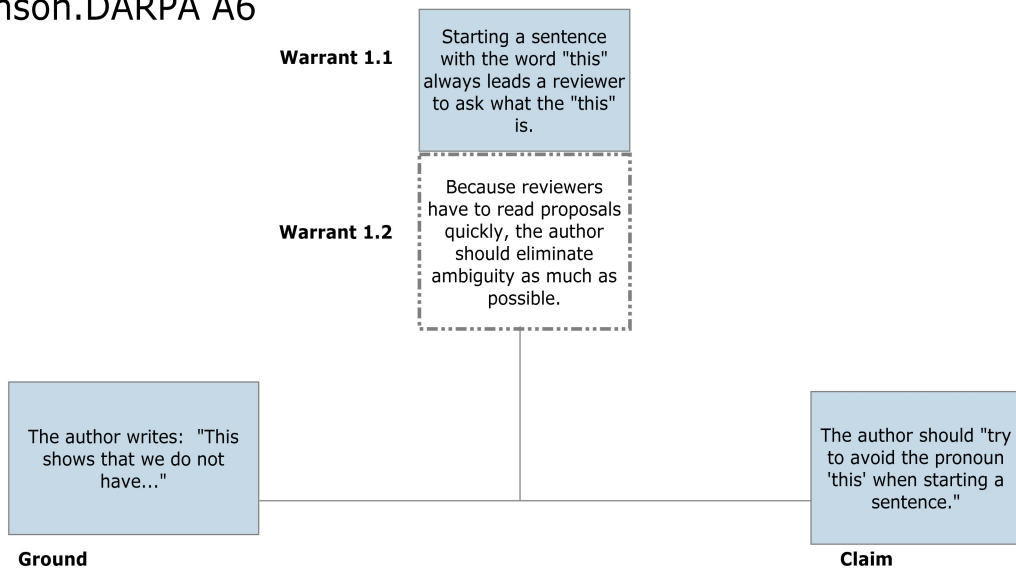 nson.DARPA A6
Warrant 1.1
Starting a sentence
with the word "this"
always leads a reviewer
to ask what the "this"
is.
Warrant 1.2
Because reviewers
have to read proposals
quickly, the author
should eliminate
ambiguity as much as
possible.
The author writes:  "This
shows that we do not
have..."
Ground
The author should "try
to avoid the pronoun
'this' when starting a
sentence."
Claim